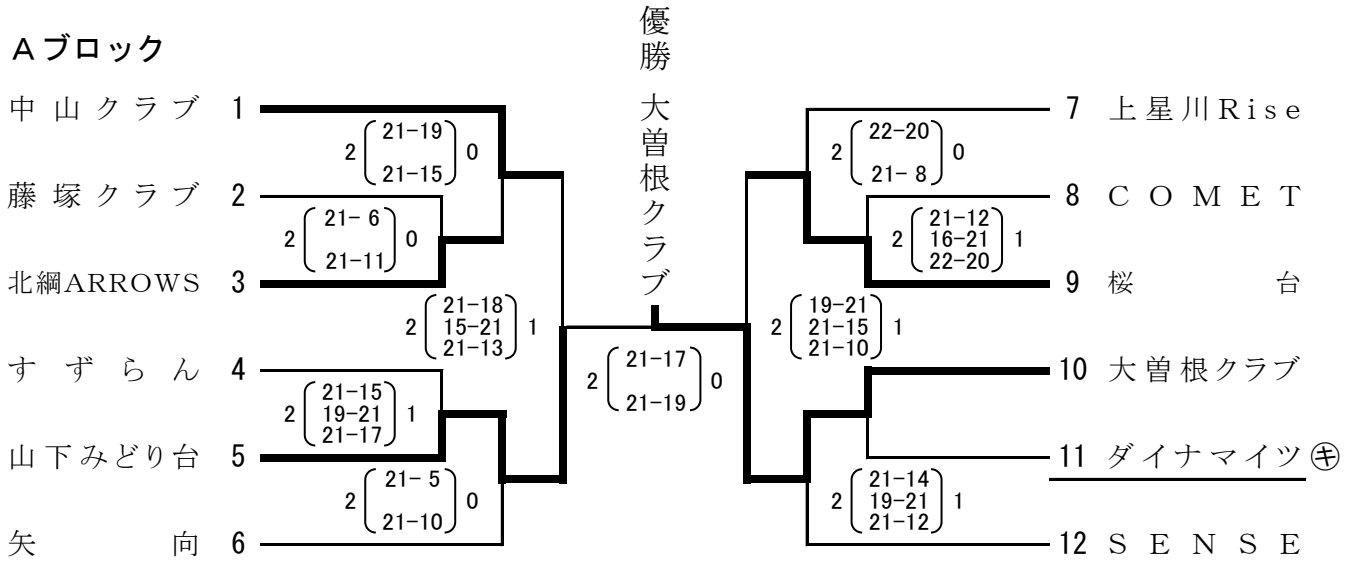 Aブロック
優勝 大曽根クラブ
中山クラブ 1
藤塚クラブ 2
北綱ARROWS 3
すずらん 4
山下みどり台 5
矢向 6
2 21-19 0
21-15
2 21- 6 0
21-11
21-18
2 15-21 1
21-13
21-15
2 19-21 1
21-17
2 21- 5 0
21-10
2 21-17 0
21-19
7 上星川Rise
8 COMET
9 桜台
10 大曽根クラブ
11 ダイナマイツ㋖
12 SENSE
2 22-20 0
21- 8
21-12
2 16-21 1
22-20
19-21
2 21-15 1
21-10
21-14
2 19-21 1
21-12